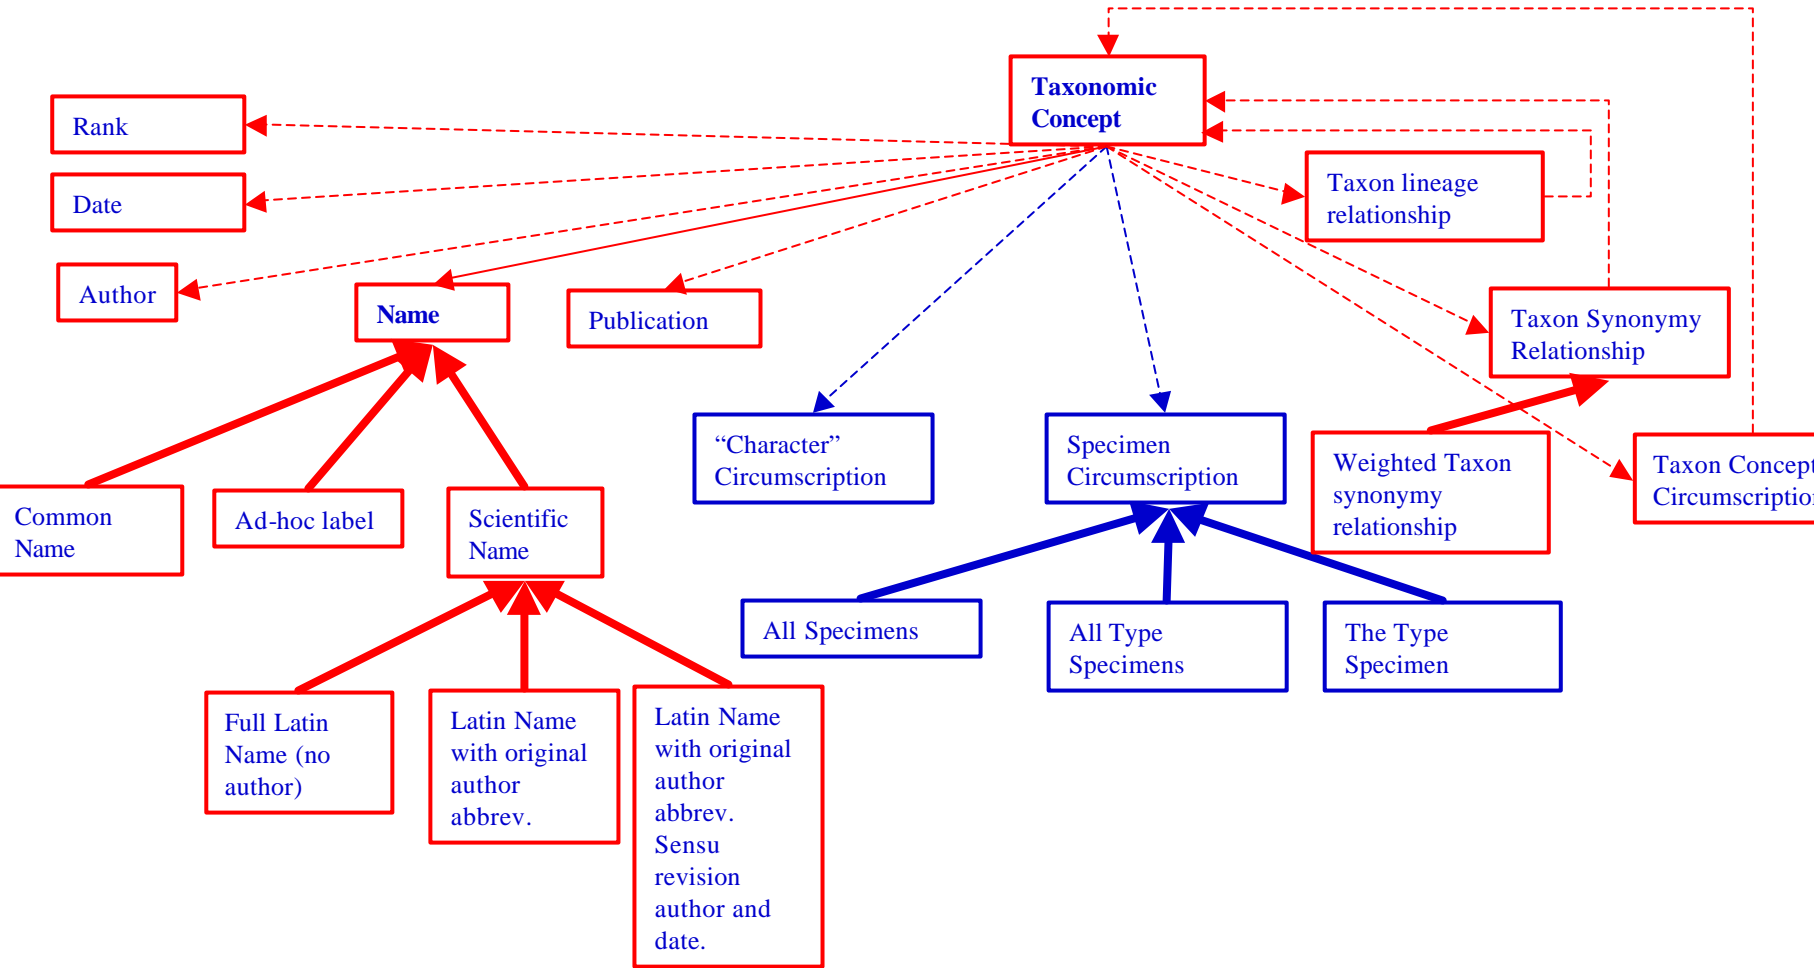 Taxonomic
Concept
Rank
Date
Author
Name
Publication
Taxon lineage
relationship
Taxon Synonymy
Relationship
“Character”
Circumscription
Specimen
Circumscription
Weighted Taxon
synonymy
relationship
Taxon Concept
Circumscription
Common
Name
Ad-hoc label
Scientific
Name
All Specimens
All Type
Specimens
The Type
Specimen
Full Latin
Name (no
author)
Latin Name
with original
author
abbrev.
Latin Name
with original
author
abbrev.
Sensu
revision
author and
date.